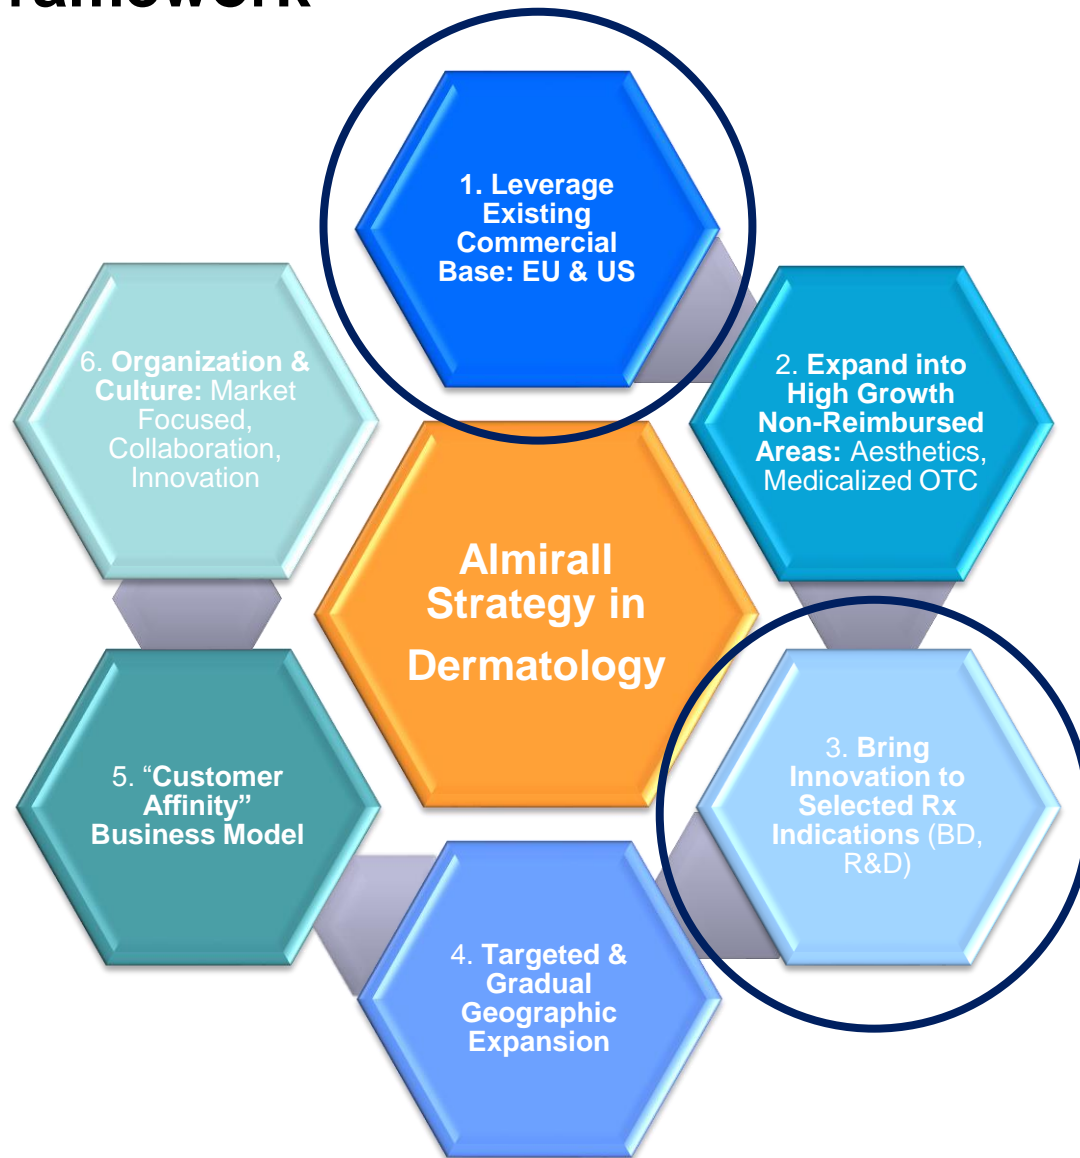 1. Leverage
Existing
Commercial
Base: EU & US
2. Expand into
High Growth
Non-Reimbursed
Areas: Aesthetics,
Medicalized OTC
3. Bring
Innovation to
Selected Rx
Indications (BD,
R&D)
4. Targeted &
Gradual
Geographic
Expansion
5. “Customer
Affinity”
Business Model
6. Organization &
Culture: Market
Focused,
Collaboration,
Innovation
Almirall
Strategy in
Dermatology